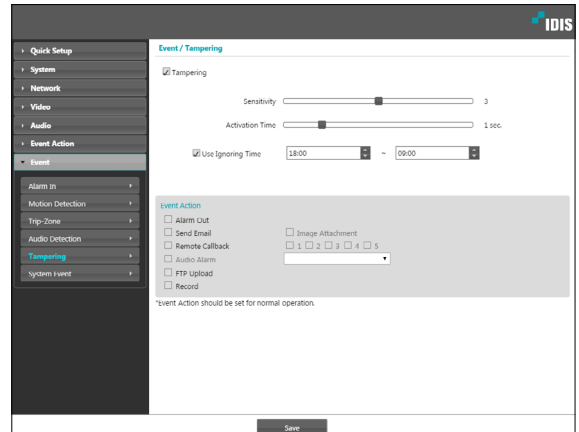 IDIS
Quick Setup
System
Network
Video
Audio
Event Action
Event
Alarm In
Motion Detection
Trip-Zone
Audio Detection
Tampering
System Event
Event / Tampering
Tampering
Sensitivity 3
Activation Time 1 sec.
Use Ignoring Time 18:00 ~ 09:00
Event Action
Alarm Out
Send Email Image Attachment
Remote Callback 1 2 3 4 5
Audio Alarm
FTP Upload
Record
*Event Action should be set for normal operation.
Save